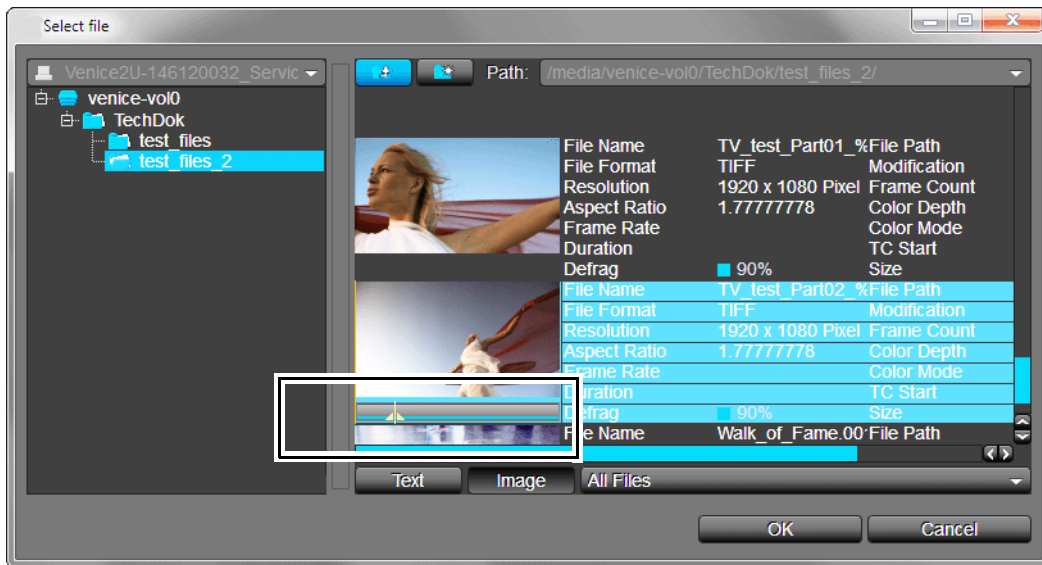 Select file
Venice2U-146120032_Servic
Path: /media/venice-vol0/TechDok/test_files_2/
venice-vol0
TechDok
test_files
test_files_2
File Name TV_test_Part01_% File Path
File Format TIFF Modification
Resolution 1920 x 1080 Pixel Frame Count
Aspect Ratio 1.77777778 Color Depth
Frame Rate Color Mode
Duration TC Start
Defrag 90% Size
File Name TV_test_Part02_% File Path
File Format TIFF Modification
Resolution 1920 x 1080 Pixel Frame Count
Aspect Ratio 1.77777778 Color Depth
Frame Rate Color Mode
Duration TC Start
Defrag 90% Size
File Name Walk_of_Fame.00 File Path
Text Image All Files
OK Cancel